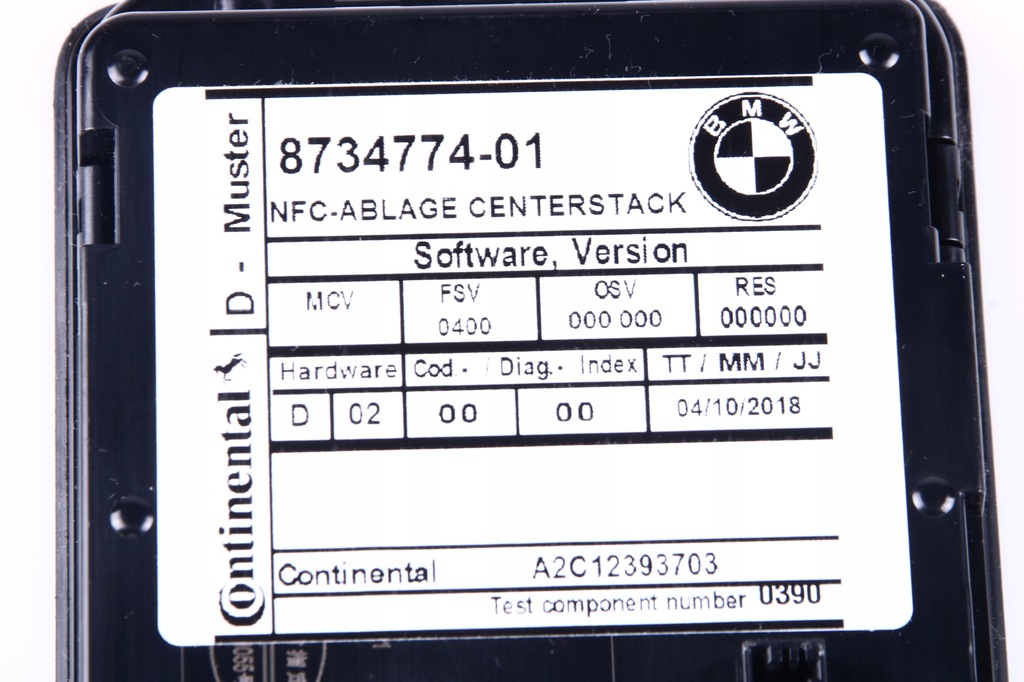 BMW
8734774-01
NFC-ABLAGE CENTERSTACK
Software, Version
MCV FSV OSV RES
0400 000 000 000000
Hardware Cod.- / Diag.- Index TT / MM / JJ
D 02 00 00 04/10/2018
Continental A2C12393703
Test component number 0390
Continental
D - Muster